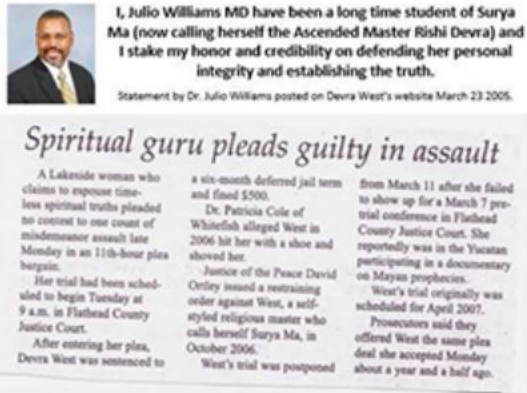 I, Julio Williams MD have been a long time student of Surya
Ma (now calling herself the Ascended Master Rishi Devra) and
I stake my honor and credibility on defending her personal
integrity and establishing the truth.
Statement by Dr. Julio Williams posted on Devra West's website March 23 2005.
Spiritual guru pleads guilty in assault
A Lakeside woman who
claims to espouse time-
less spiritual truths pleaded
no contest to one count of
misdemeanor assault late
Monday in an 11th-hour plea
bargain.
Her trial had been sched-
uled to begin Tuesday at
9 a.m. in Flathead County
Justice Court.
After entering her plea,
Devra West was sentenced to
a six-month deferred jail term
and fined $500.
Dr. Patricia Cole of
Whitefish alleged West in
2006 hit her with a shoe and
shoved her.
Justice of the Peace David
Ortley issued a restraining
order against West, a self-
styled religious master who
calls herself Surya Ma, in
October 2006.
West's trial was postponed
from March 11 after she failed
to show up for a March 7 pre-
trial conference in Flathead
County Justice Court. She
reportedly was in the Yucatan
participating in a documentary
on Mayan prophecies.
West's trial originally was
scheduled for April 2007.
Prosecutors said they
offered West the same plea
deal she accepted Monday
about a year and a half ago.